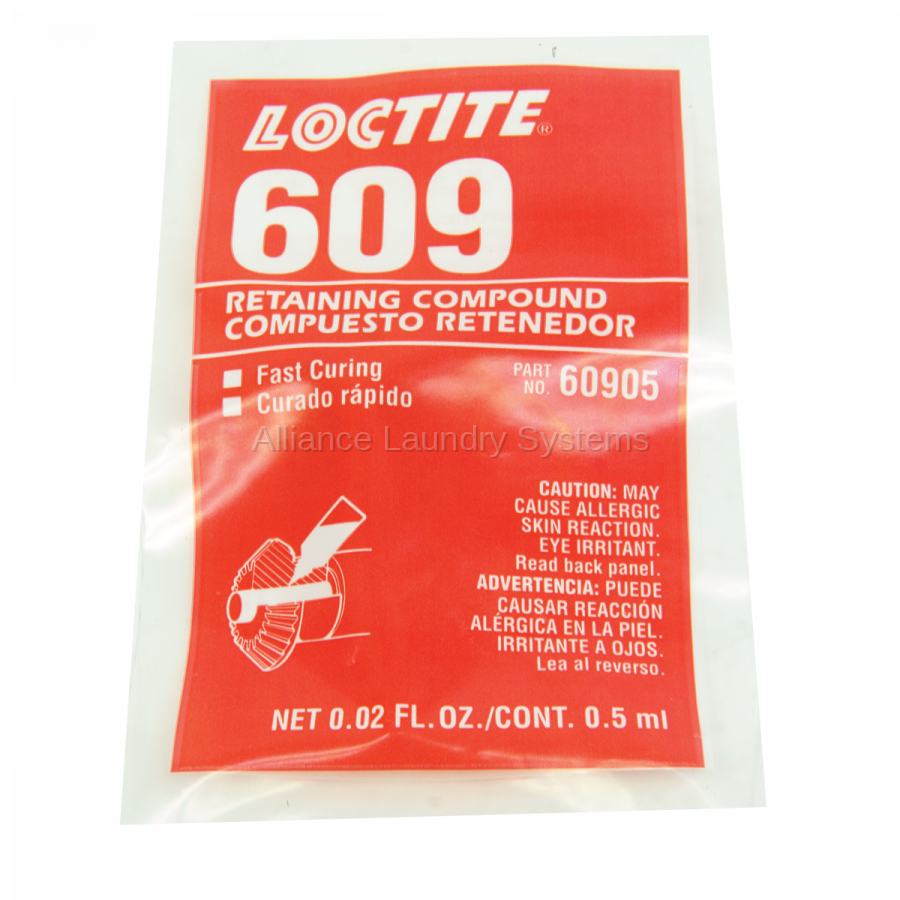 LOCTITE®
609
RETAINING COMPOUND
COMPUESTO RETENEDOR
Fast Curing
Curado rápido
PART NO. 60905
Alliance Laundry Systems
CAUTION: MAY
CAUSE ALLERGIC
SKIN REACTION.
EYE IRRITANT.
Read back panel.
ADVERTENCIA: PUEDE
CAUSAR REACCIÓN
ALÉRGICA EN LA PIEL.
IRRITANTE A OJOS.
Lea al reverso.
NET 0.02 FL.OZ./CONT. 0.5 ml